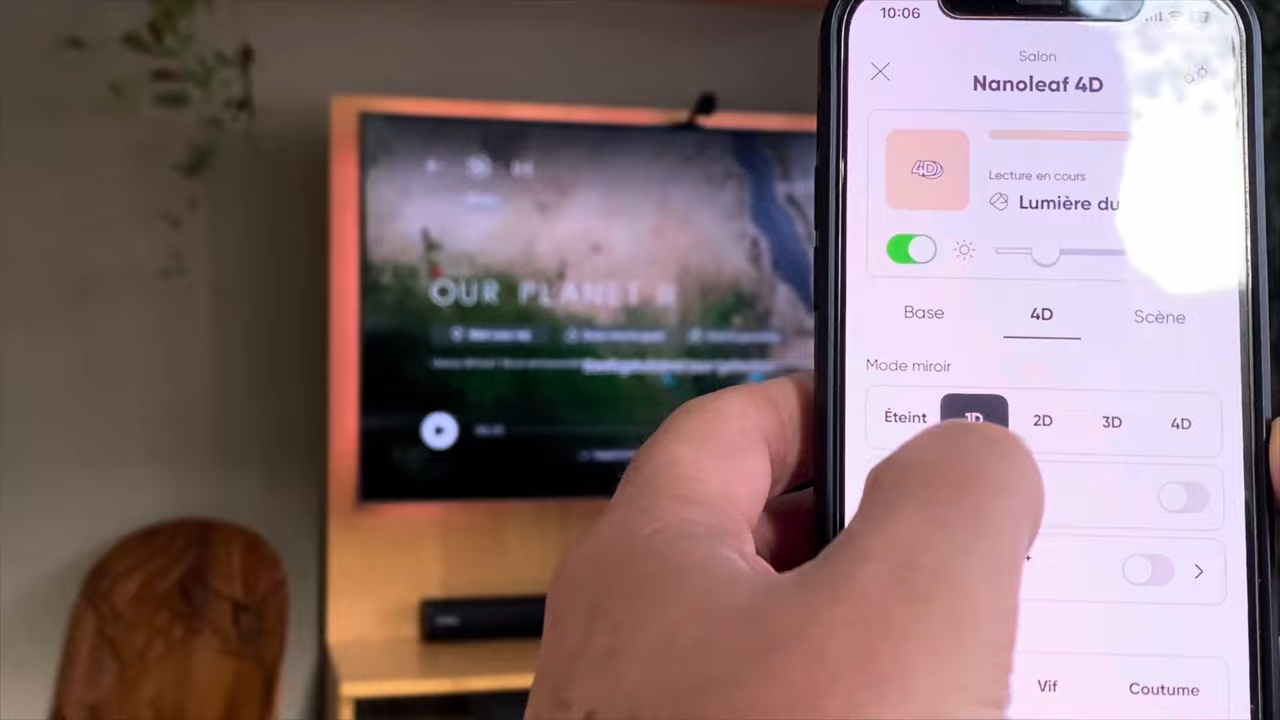 10:06
Salon
Nanoleaf 4D
4D
Lecture en cours
Lumière du
Base 4D Scène
Mode miroir
Éteint 1D 2D 3D 4D
Vif Coutume
OUR PLANET II